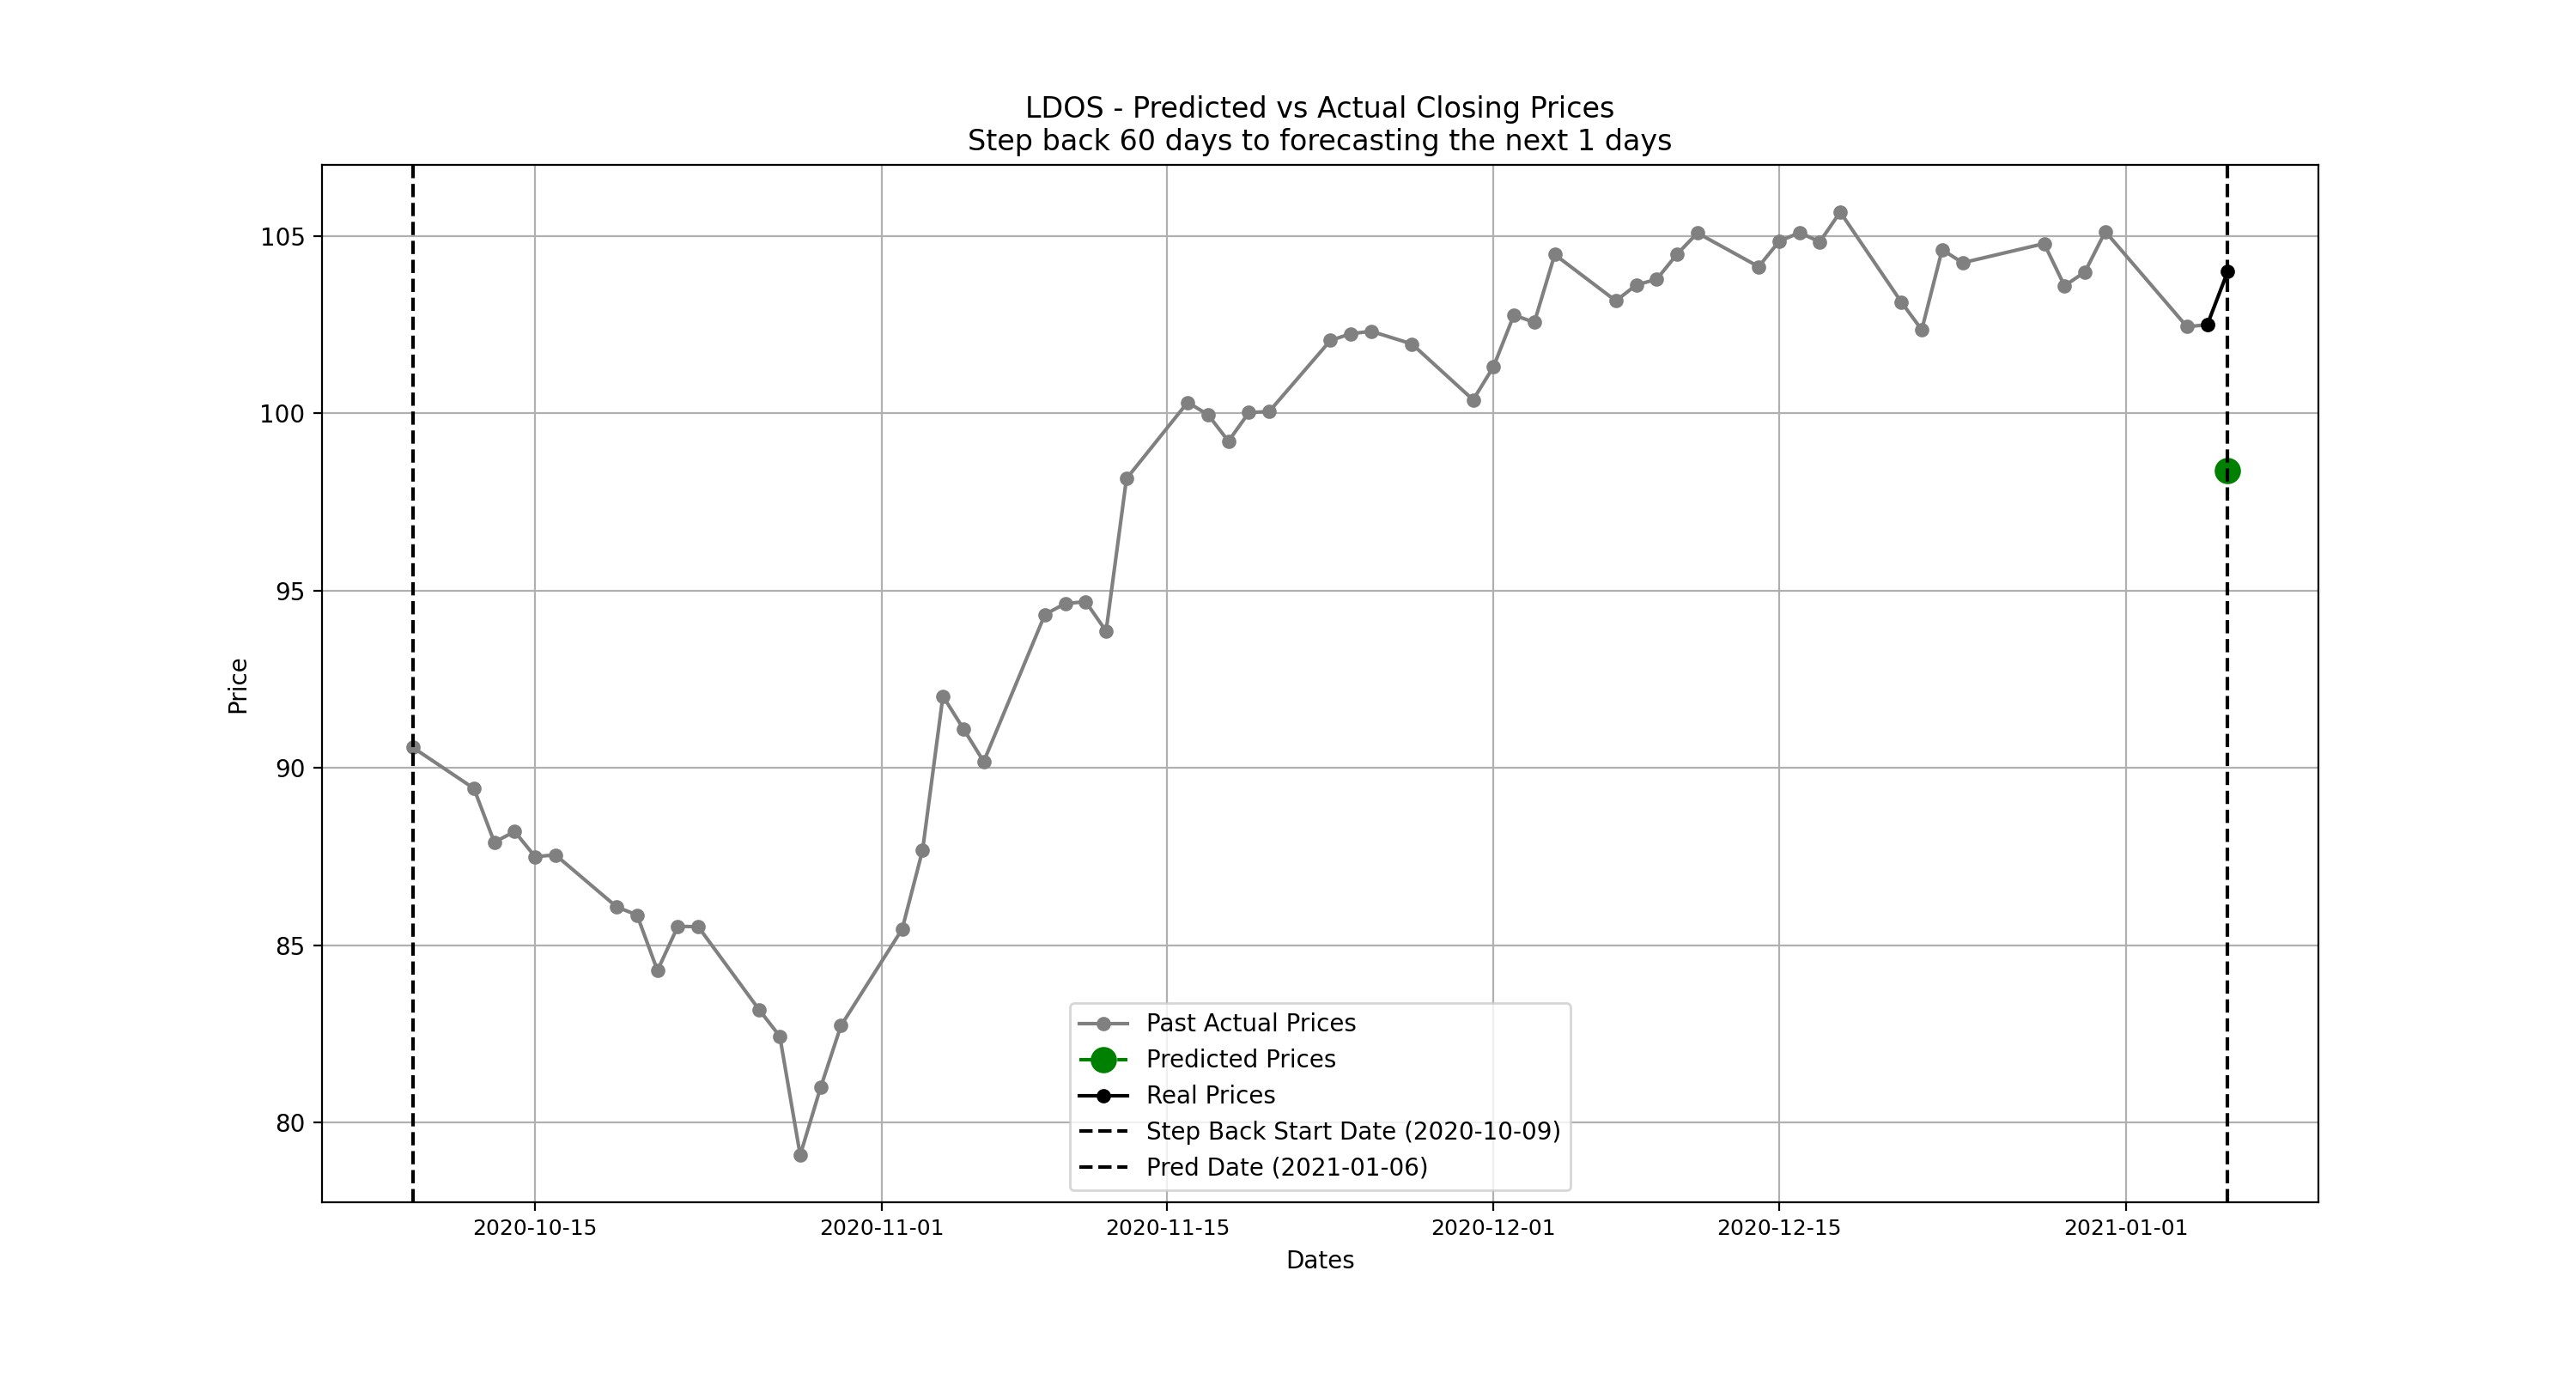 LDOS - Predicted vs Actual Closing Prices
Step back 60 days to forecasting the next 1 days
105
100
95
90
85
80
Price
Past Actual Prices
Predicted Prices
Real Prices
Step Back Start Date (2020-10-09)
Pred Date (2021-01-06)
2020-10-15
2020-11-01
2020-11-15
2020-12-01
2020-12-15
2021-01-01
Dates